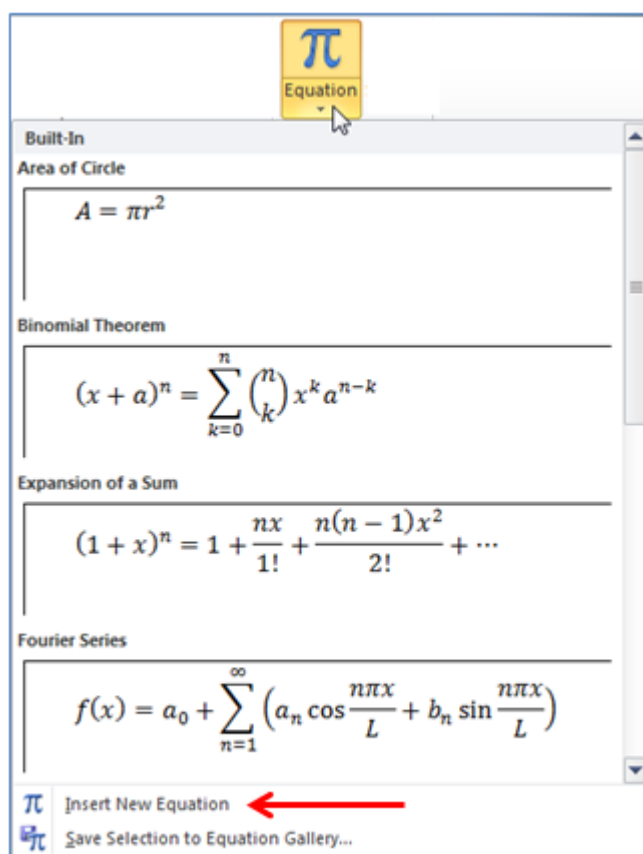 π
Equation
Built-In
Area of Circle
A = πr²
Binomial Theorem
(x + a)ⁿ = ∑ₖ₌₀ⁿ (n k) xᵏaⁿ⁻ᵏ
Expansion of a Sum
(1 + x)ⁿ = 1 + nx/1! + n(n − 1)x²/2! + ⋯
Fourier Series
f(x) = a₀ + ∑ₙ₌₁^∞ (aₙ cos nπx/L + bₙ sin nπx/L)
π Insert New Equation
π Save Selection to Equation Gallery...